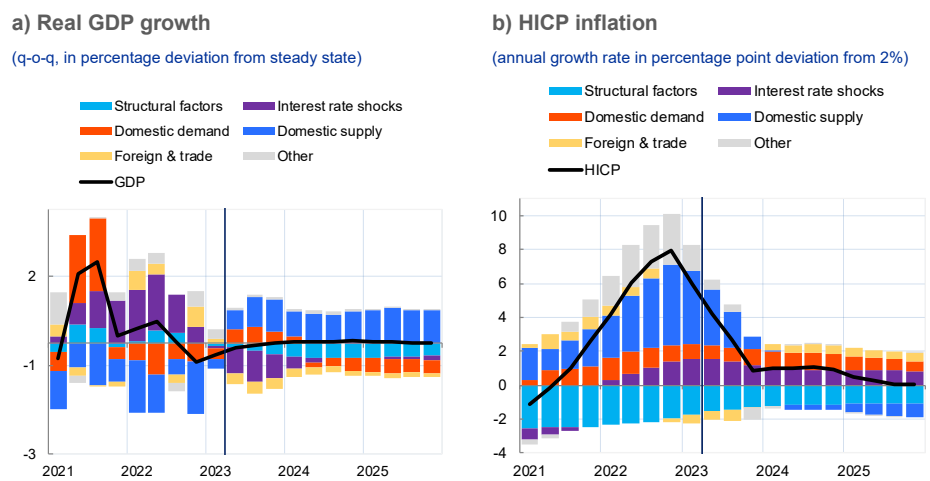 a) Real GDP growth
(q-o-q, in percentage deviation from steady state)
Structural factors
Interest rate shocks
Domestic demand
Domestic supply
Foreign & trade
Other
GDP
2
-1
-3
2021
2022
2023
2024
2025
b) HICP inflation
(annual growth rate in percentage point deviation from 2%)
Structural factors
Interest rate shocks
Domestic demand
Domestic supply
Foreign & trade
Other
HICP
10
8
6
4
2
0
-2
-4
2021
2022
2023
2024
2025